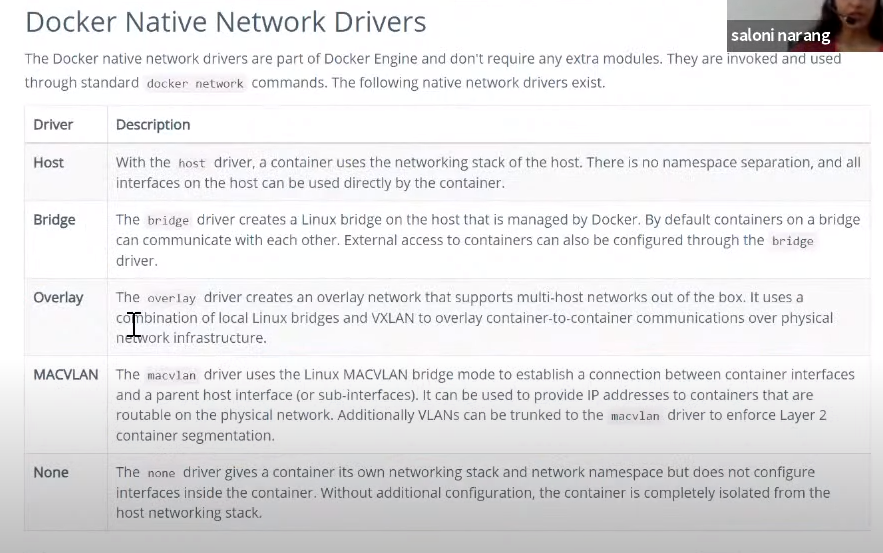 Docker Native Network Drivers
saloni narang
The Docker native network drivers are part of Docker Engine and don't require any extra modules. They are invoked and used
through standard docker network commands. The following native network drivers exist.
Driver Description
Host With the host driver, a container uses the networking stack of the host. There is no namespace separation, and all
interfaces on the host can be used directly by the container.
Bridge The bridge driver creates a Linux bridge on the host that is managed by Docker. By default containers on a bridge
can communicate with each other. External access to containers can also be configured through the bridge
driver.
Overlay The overlay driver creates an overlay network that supports multi-host networks out of the box. It uses a
combination of local Linux bridges and VXLAN to overlay container-to-container communications over physical
network infrastructure.
MACVLAN The macvlan driver uses the Linux MACVLAN bridge mode to establish a connection between container interfaces
and a parent host interface (or sub-interfaces). It can be used to provide IP addresses to containers that are
routable on the physical network. Additionally VLANs can be trunked to the macvlan driver to enforce Layer 2
container segmentation.
None The none driver gives a container its own networking stack and network namespace but does not configure
interfaces inside the container. Without additional configuration, the container is completely isolated from the
host networking stack.